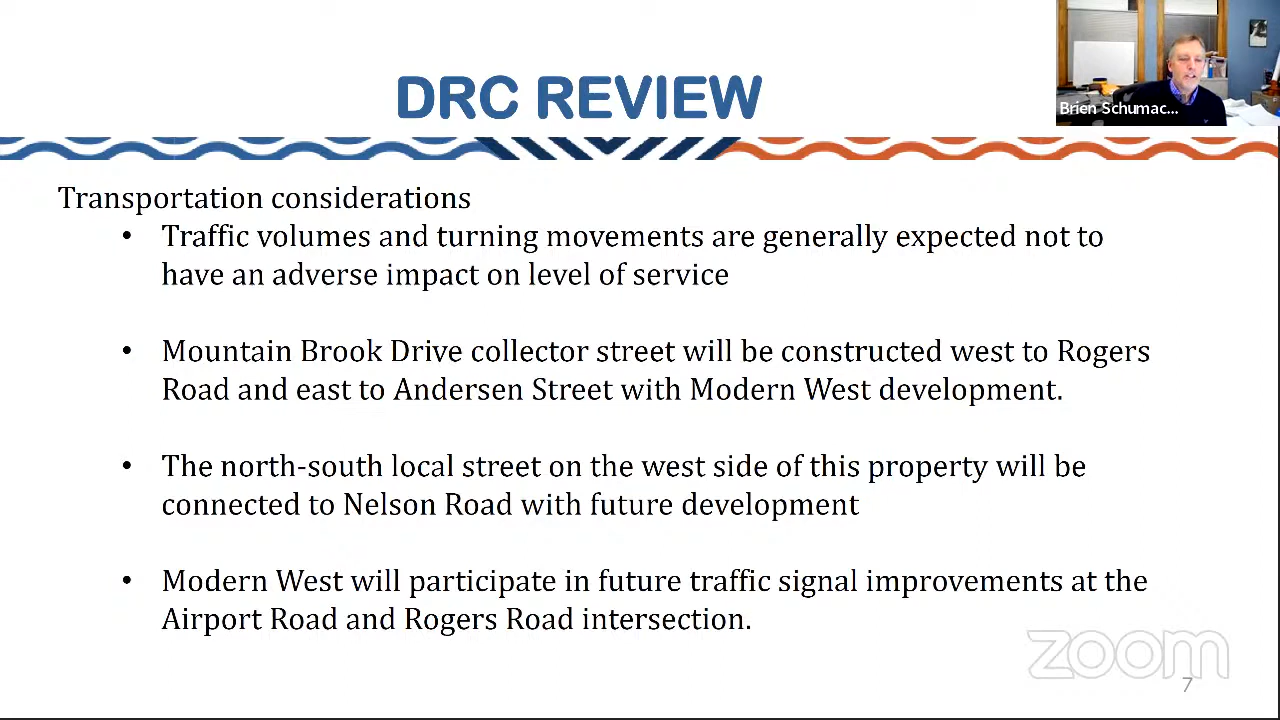 DRC REVIEW
Brien Schumac...
Transportation considerations
• Traffic volumes and turning movements are generally expected not to
have an adverse impact on level of service
• Mountain Brook Drive collector street will be constructed west to Rogers
Road and east to Andersen Street with Modern West development.
• The north-south local street on the west side of this property will be
connected to Nelson Road with future development
• Modern West will participate in future traffic signal improvements at the
Airport Road and Rogers Road intersection.
zoom
7